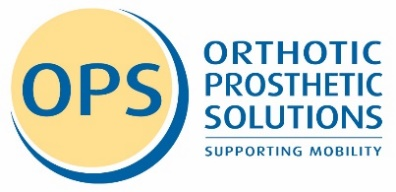 OPS
ORTHOTIC
PROSTHETIC
SOLUTIONS
SUPPORTING MOBILITY